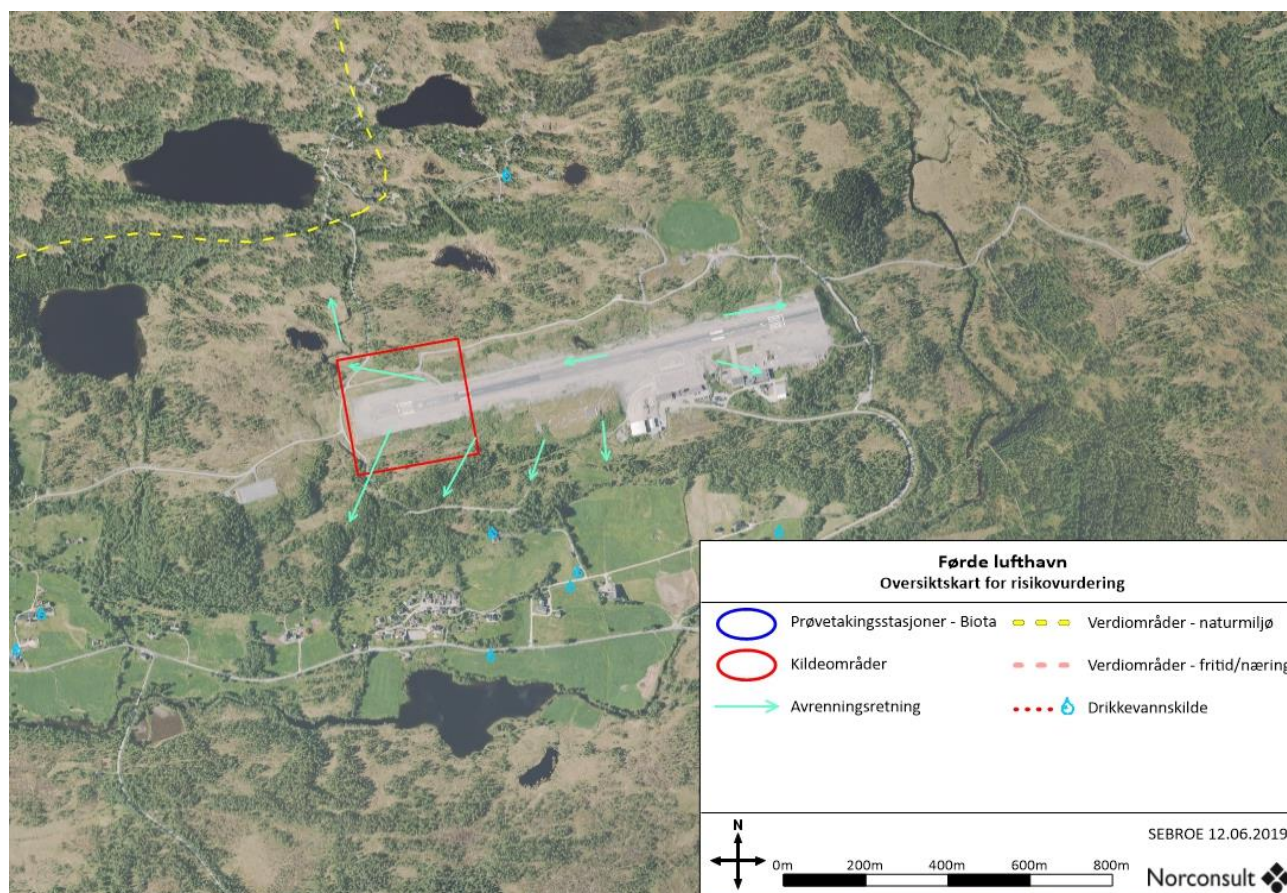 Førde lufthavn
Oversiktskart for risikovurdering
Prøvetakingsstasjoner - Biota
Verdiområder - naturmiljø
Kildeområder
Verdiområder - fritid/næring
Avrenningsretning
Drikkevannskilde
N
SEBROE 12.06.2019
0m 200m 400m 600m 800m
Norconsult